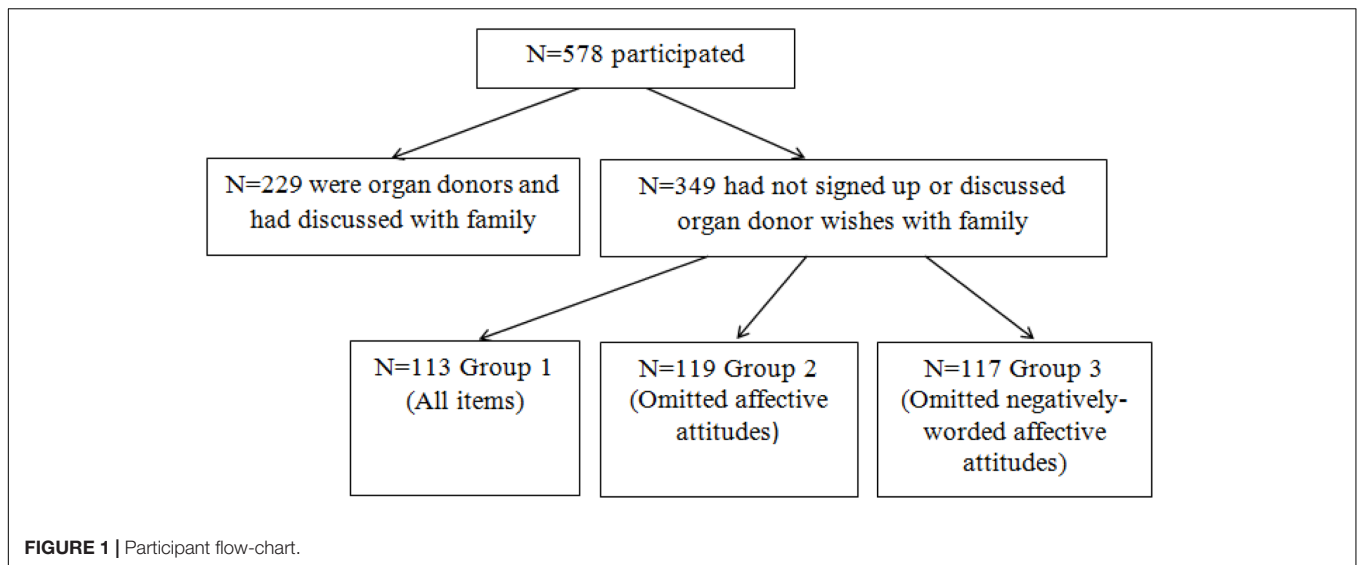 N=578 participated
N=229 were organ donors and
had discussed with family
N=349 had not signed up or discussed
organ donor wishes with family
N=113 Group 1
(All items)
N=119 Group 2
(Omitted affective
attitudes)
N=117 Group 3
(Omitted negatively-
worded affective
attitudes)
FIGURE 1 | Participant flow-chart.